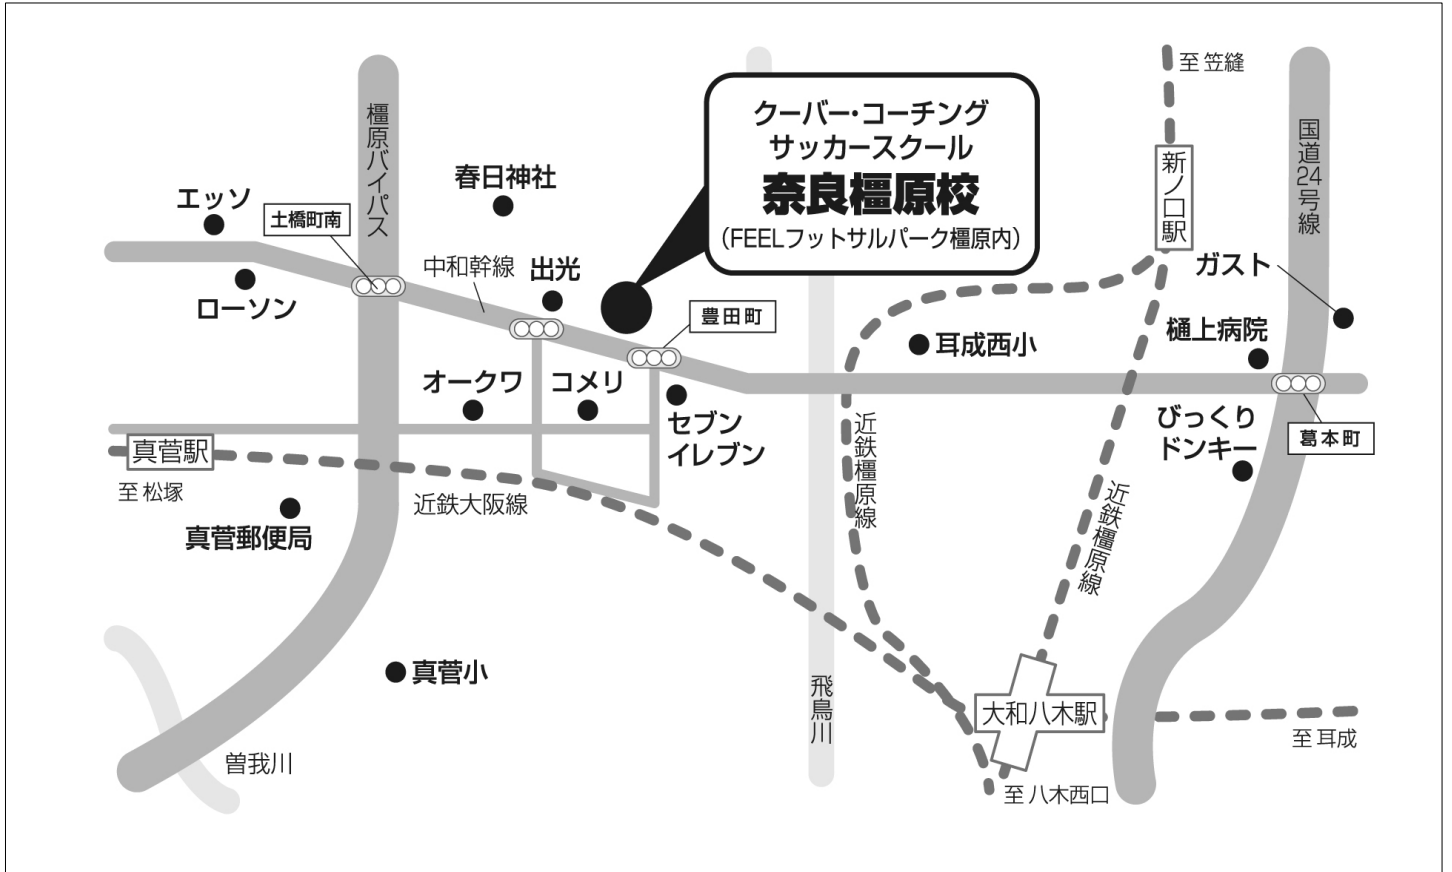 至 笠縫
クーバー・コーチング
サッカースクール
奈良橿原校
(FEELフットサルパーク橿原内)
橿原バイパス
国道24号線
新ノ口駅
春日神社
エッソ
土橋町南
中和幹線
出光
ガスト
ローソン
豊田町
樋上病院
耳成西小
オークワ
コメリ
セブン
イレブン
びっくり
ドンキー
葛本町
真菅駅
至 松塚
近鉄大阪線
近鉄橿原線
近鉄橿原線
真菅郵便局
真菅小
飛鳥川
大和八木駅
至 耳成
曽我川
至 八木西口